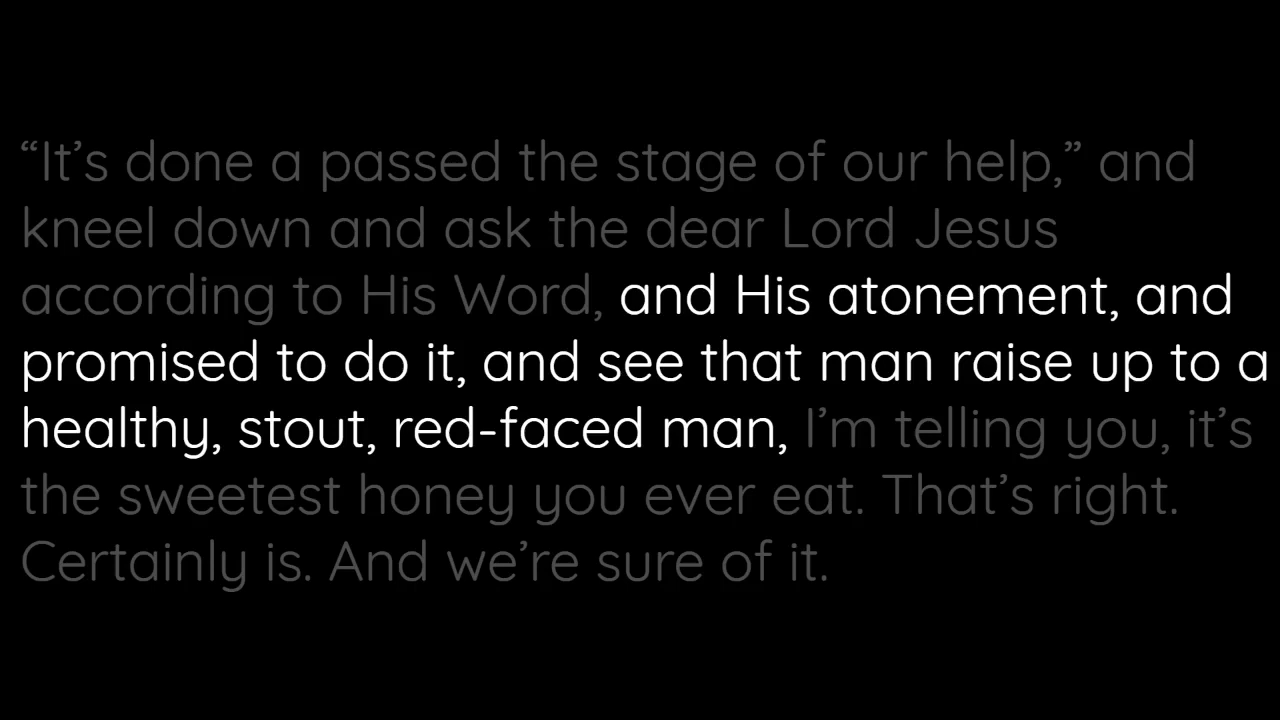 “It’s done a passed the stage of our help,” and
kneel down and ask the dear Lord Jesus
according to His Word, and His atonement, and
promised to do it, and see that man raise up to a
healthy, stout, red-faced man, I’m telling you, it’s
the sweetest honey you ever eat. That’s right.
Certainly is. And we’re sure of it.